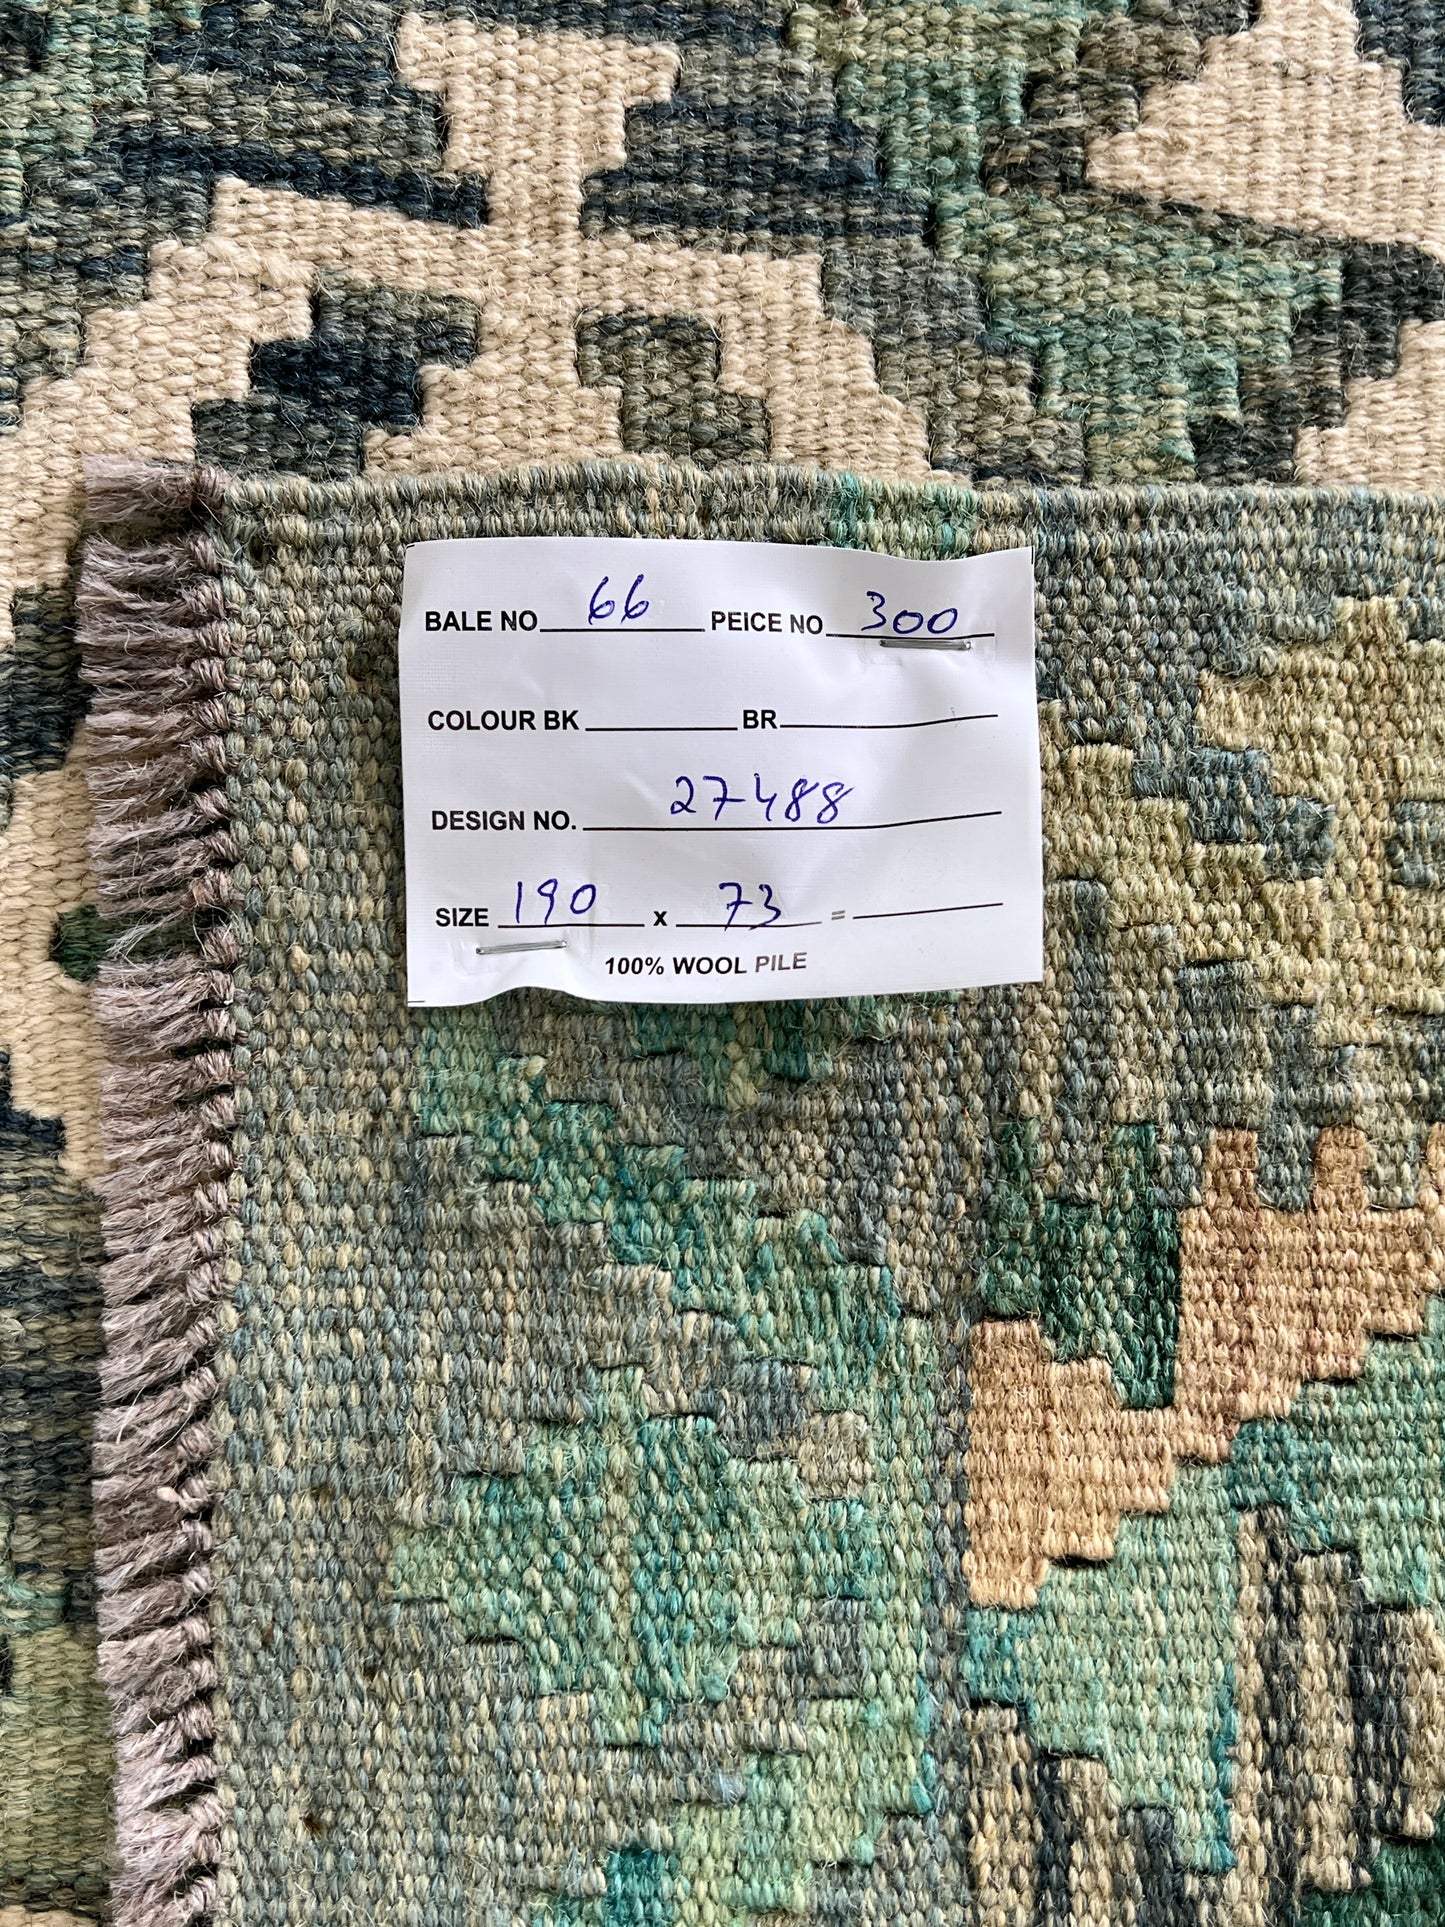 BALE NO 66 PEICE NO 300
COLOUR BK BR
DESIGN NO. 27488
SIZE 190 x 73 =
100% WOOL PILE